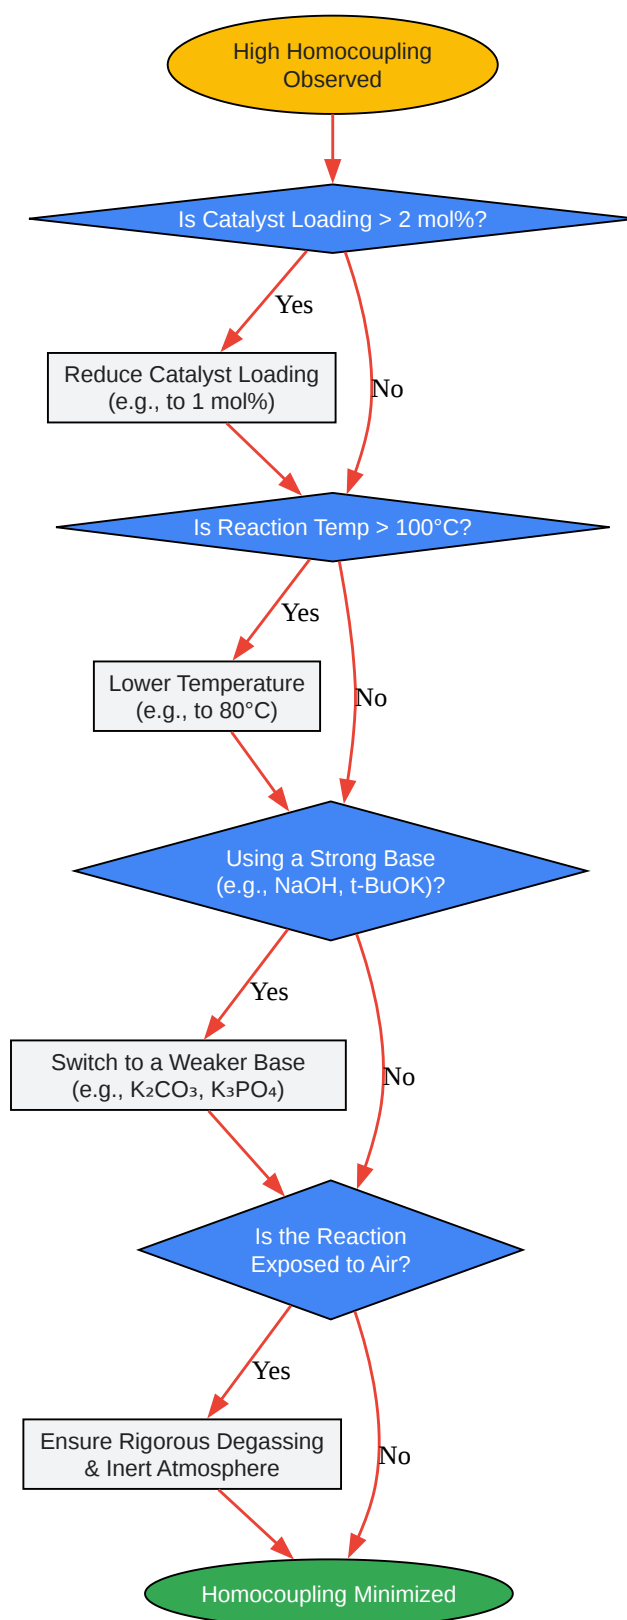 High Homocoupling
Observed
Is Catalyst Loading > 2 mol%?
Yes
Reduce Catalyst Loading
(e.g., to 1 mol%)
No
Is Reaction Temp > 100°C?
Yes
Lower Temperature
(e.g., to 80°C)
No
Using a Strong Base
(e.g., NaOH, t-BuOK)?
Yes
Switch to a Weaker Base
(e.g., K₂CO₃, K₃PO₄)
No
Is the Reaction
Exposed to Air?
Yes
Ensure Rigorous Degassing
& Inert Atmosphere
No
Homocoupling Minimized